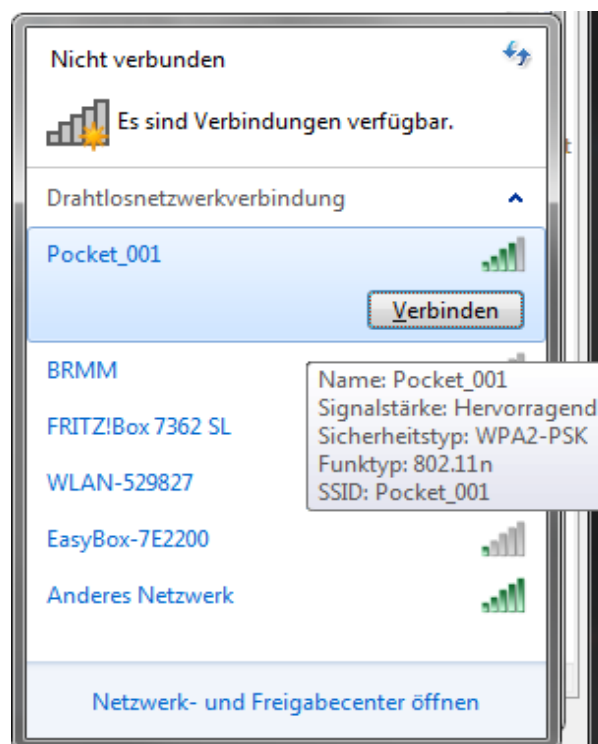 Nicht verbunden
Es sind Verbindungen verfügbar.
Drahtlosnetzwerkverbindung
Pocket_001
Verbinden
BRMM
FRITZ!Box 7362 SL
WLAN-529827
Name: Pocket_001
Signalstärke: Hervorragend
Sicherheitstyp: WPA2-PSK
Funktyp: 802.11n
SSID: Pocket_001
EasyBox-7E2200
Anderes Netzwerk
Netzwerk- und Freigabecenter öffnen